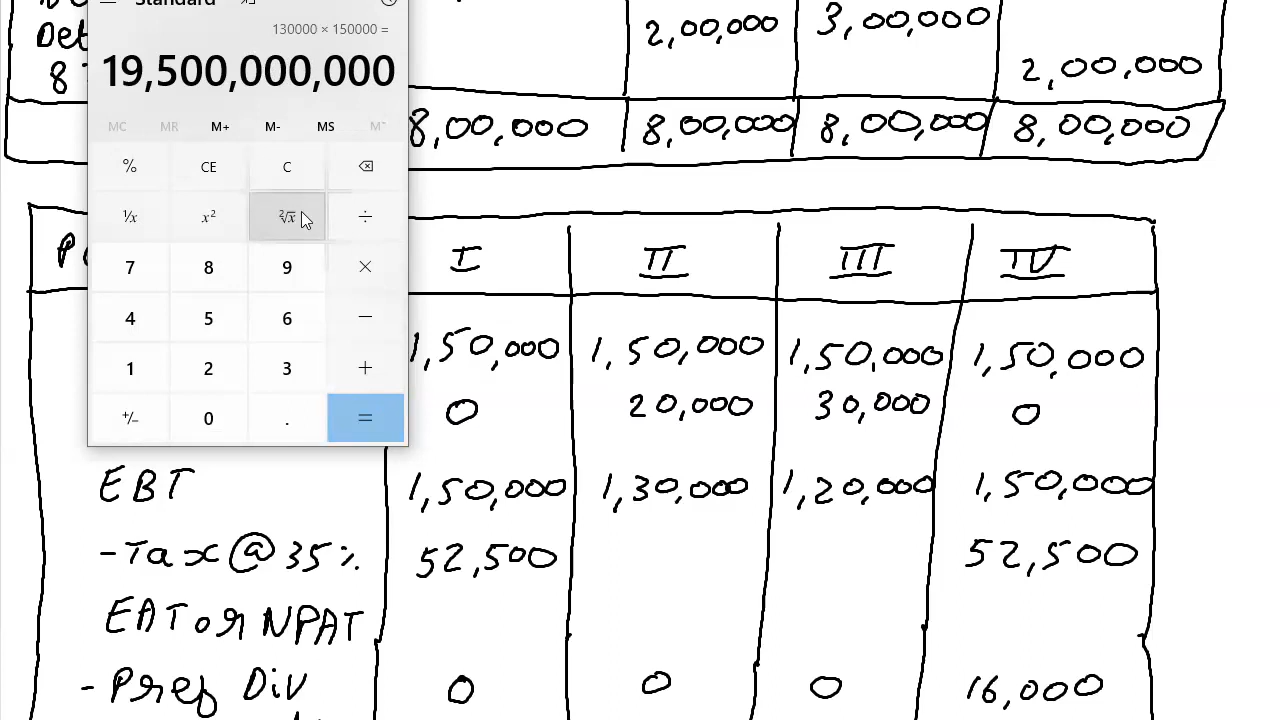 Standard
130000 × 150000 =
19,500,000,000
MC MR M+ M- MS
% CE C
¹/x x² ²√x ÷
7 8 9 ×
4 5 6 −
1 2 3 +
+/− 0 . =
2,00,000 3,00,000
8 2,00,000
8,00,000 8,00,000 8,00,000 8,00,000
I II III IV
1,50,000 1,50,000 1,50,000 1,50,000
0 20,000 30,000 0
EBT 1,50,000 1,30,000 1,20,000 1,50,000
-Tax@35% 52,500 52,500
EAT or NPAT
-Pref Div 0 0 0 16,000